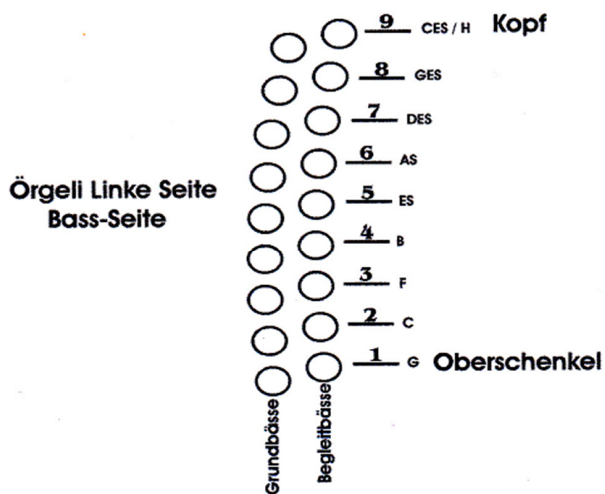 9 CES / H Kopf
8 GES
7 DES
6 AS
Örgeli Linke Seite
Bass-Seite
5 ES
4 B
3 F
2 C
1 G Oberschenkel
Grundbässe
Begleitbässe